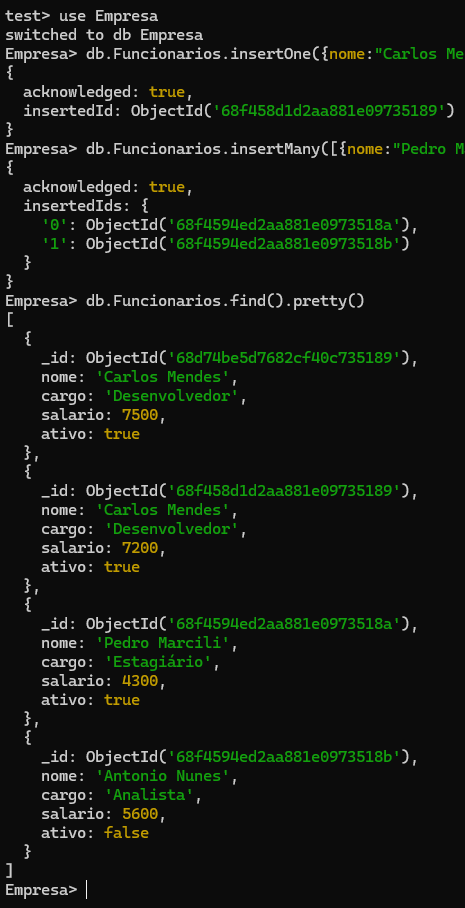 test> use Empresa
switched to db Empresa
Empresa> db.Funcionarios.insertOne({nome:"Carlos Me
{
  acknowledged: true,
  insertedId: ObjectId('68f458d1d2aa881e09735189')
}
Empresa> db.Funcionarios.insertMany([{nome:"Pedro M
{
  acknowledged: true,
  insertedIds: {
    '0': ObjectId('68f4594ed2aa881e0973518a'),
    '1': ObjectId('68f4594ed2aa881e0973518b')
  }
}
Empresa> db.Funcionarios.find().pretty()
[
  {
    _id: ObjectId('68d74be5d7682cf40c735189'),
    nome: 'Carlos Mendes',
    cargo: 'Desenvolvedor',
    salario: 7500,
    ativo: true
  },
  {
    _id: ObjectId('68f458d1d2aa881e09735189'),
    nome: 'Carlos Mendes',
    cargo: 'Desenvolvedor',
    salario: 7200,
    ativo: true
  },
  {
    _id: ObjectId('68f4594ed2aa881e0973518a'),
    nome: 'Pedro Marcili',
    cargo: 'Estagiário',
    salario: 4300,
    ativo: true
  },
  {
    _id: ObjectId('68f4594ed2aa881e0973518b'),
    nome: 'Antonio Nunes',
    cargo: 'Analista',
    salario: 5600,
    ativo: false
  }
]
Empresa>